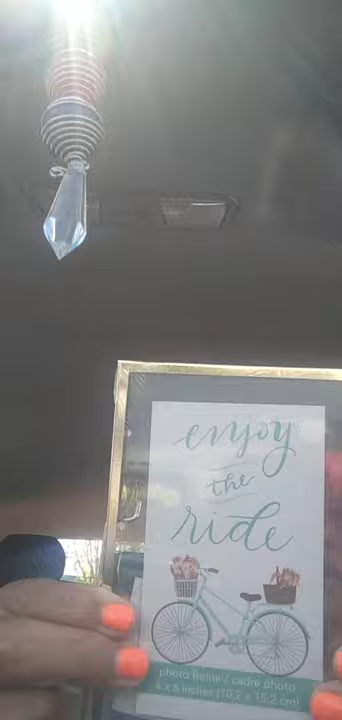 enjoy
the
ride
photo frame / cadre photo
4 x 6 inches (10,2 x 15,2 cm)